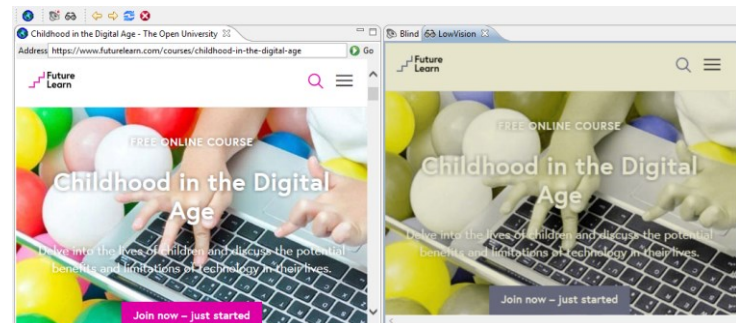 Childhood in the Digital Age - The Open University
Address https://www.futurelearn.com/courses/childhood-in-the-digital-age Go
Future
Learn
FREE ONLINE COURSE
Childhood in the Digital
Age
Delve into the lives of children and discuss the potential
benefits and limitations of technology in their lives.
Join now – just started
Blind LowVision
Future
Learn
FREE ONLINE COURSE
Childhood in the Digital
Age
Delve into the lives of children and discuss the potential
benefits and limitations of technology in their lives.
Join now – just started